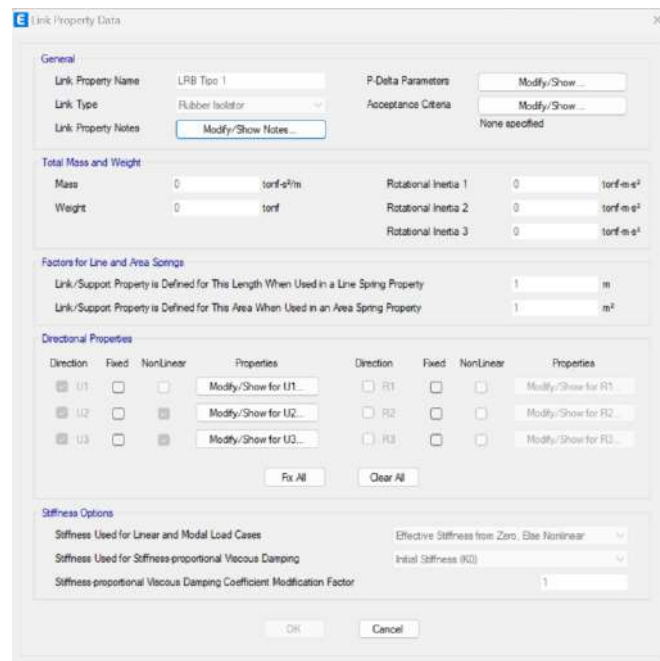 E Link Property Data
General
Link Property Name LRB Tipo 1 P-Delta Parameters Modify/Show...
Link Type Rubber Isolator Acceptance Criteria Modify/Show...
Link Property Notes Modify/Show Notes... None specified
Total Mass and Weight
Mass 0 tonf-s²/m Rotational Inertia 1 0 tonf-m-s²
Weight 0 tonf Rotational Inertia 2 0 tonf-m-s²
Rotational Inertia 3 0 tonf-m-s²
Factors for Line and Area Springs
Link/Support Property is Defined for This Length When Used in a Line Spring Property 1 m
Link/Support Property is Defined for This Area When Used in an Area Spring Property 1 m²
Directional Properties
Direction Fixed NonLinear Properties Direction Fixed NonLinear Properties
U1 Modify/Show for U1... R1 Modify/Show for R1...
U2 Modify/Show for U2... R2 Modify/Show for R2...
U3 Modify/Show for U3... R3 Modify/Show for R3...
Fix All Clear All
Stiffness Options
Stiffness Used for Linear and Modal Load Cases Effective Stiffness from Zero, Else Nonlinear
Stiffness Used for Stiffness-proportional Viscous Damping Initial Stiffness (K0)
Stiffness-proportional Viscous Damping Coefficient Modification Factor 1
OK Cancel